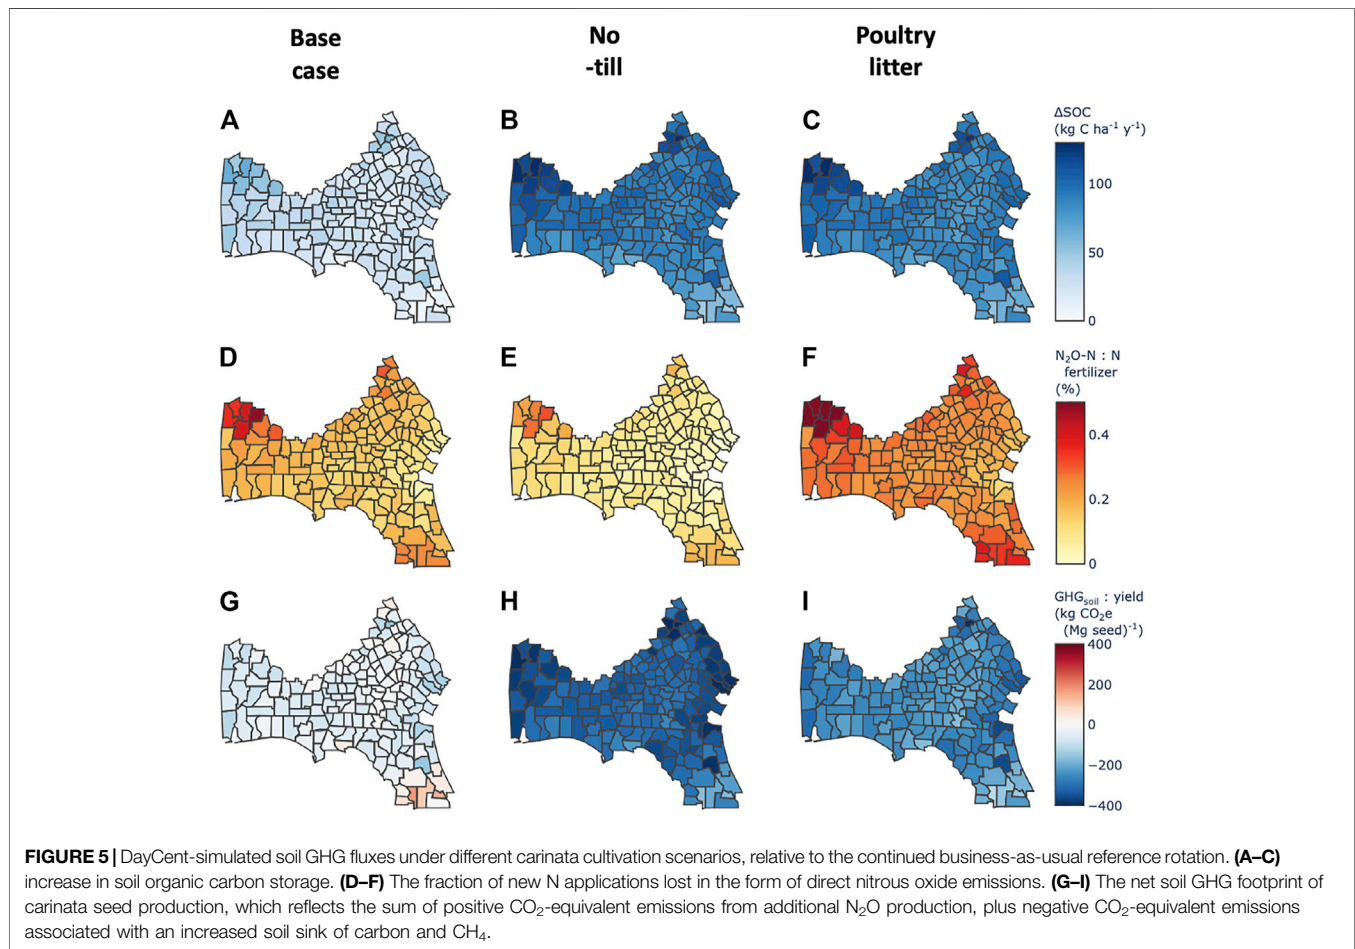 Base
case
No
-till
Poultry
litter
A
B
C
ΔSOC
(kg C ha⁻¹ y⁻¹)
100
50
0
D
E
F
N₂O-N : N
fertilizer
(%)
0.4
0.2
0
G
H
I
GHGsoil : yield
(kg CO₂e
(Mg seed)⁻¹)
400
200
0
−200
−400
FIGURE 5 | DayCent-simulated soil GHG fluxes under different carinata cultivation scenarios, relative to the continued business-as-usual reference rotation. (A–C)
increase in soil organic carbon storage. (D–F) The fraction of new N applications lost in the form of direct nitrous oxide emissions. (G–I) The net soil GHG footprint of
carinata seed production, which reflects the sum of positive CO₂-equivalent emissions from additional N₂O production, plus negative CO₂-equivalent emissions
associated with an increased soil sink of carbon and CH₄.